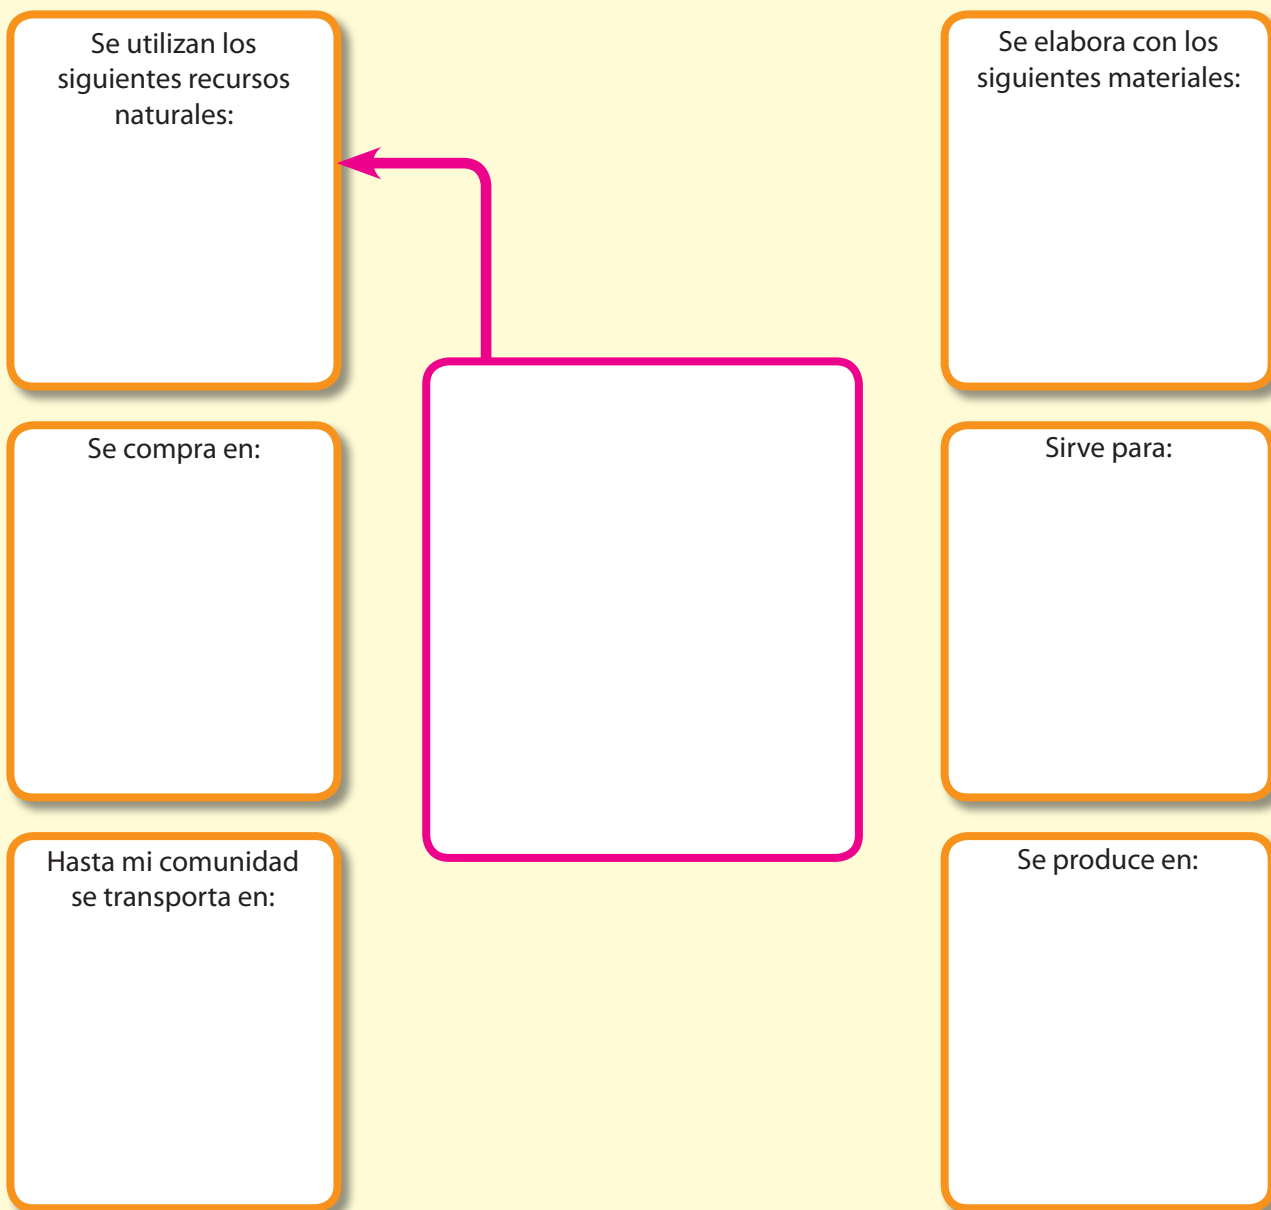 Se utilizan los
siguientes recursos
naturales:
Se elabora con los
siguientes materiales:
Se compra en:
Sirve para:
Hasta mi comunidad
se transporta en:
Se produce en: